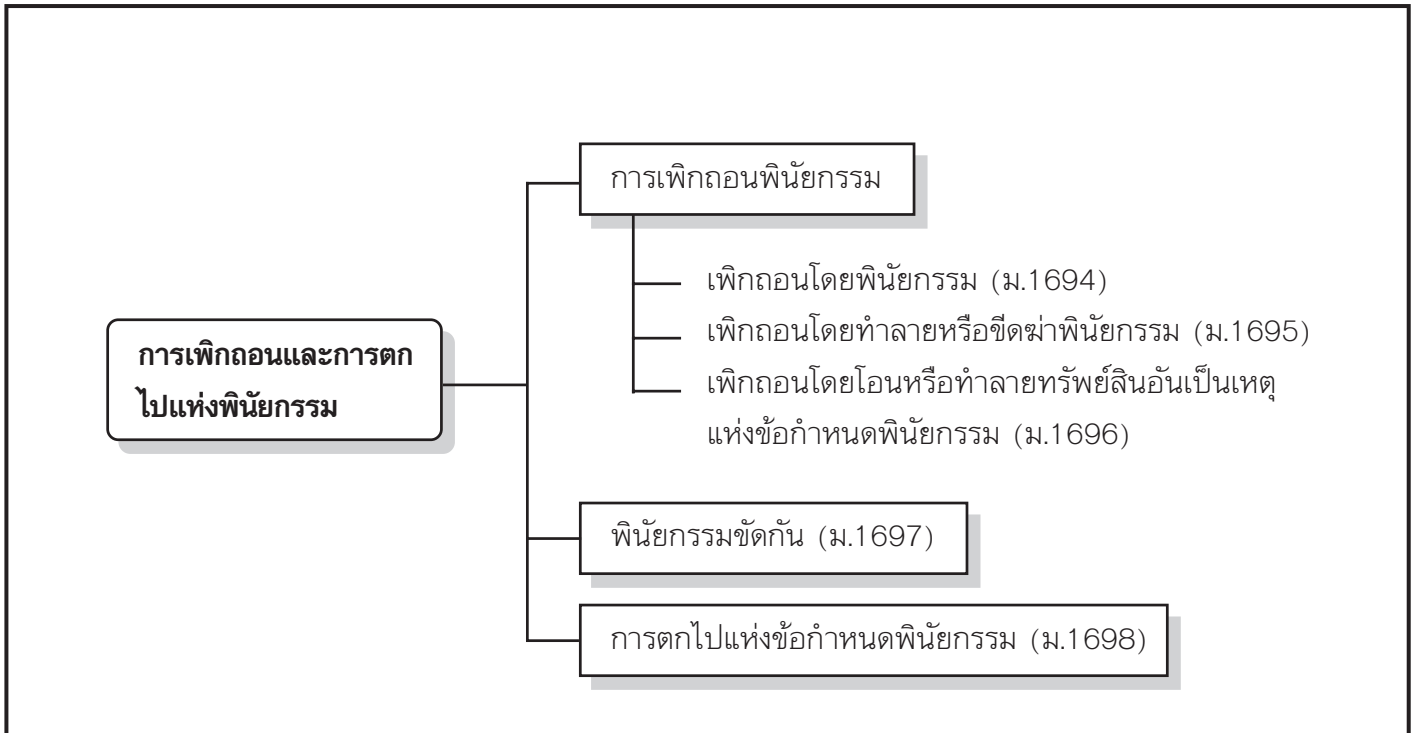 การเพิกถอนและการตก
ไปแห่งพินัยกรรม
การเพิกถอนพินัยกรรม
เพิกถอนโดยพินัยกรรม (ม.1694)
เพิกถอนโดยทำลายหรือขีดฆ่าพินัยกรรม (ม.1695)
เพิกถอนโดยโอนหรือทำลายทรัพย์สินอันเป็นเหตุ
แห่งข้อกำหนดพินัยกรรม (ม.1696)
พินัยกรรมขัดกัน (ม.1697)
การตกไปแห่งข้อกำหนดพินัยกรรม (ม.1698)